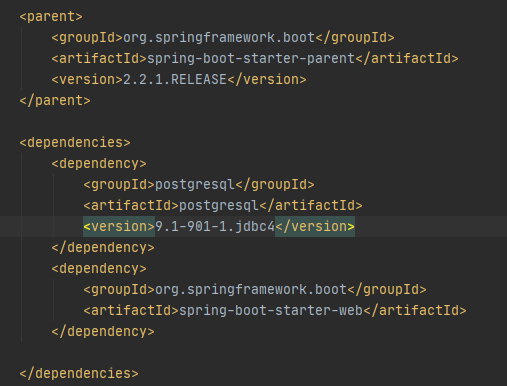 <parent>
    <groupId>org.springframework.boot</groupId>
    <artifactId>spring-boot-starter-parent</artifactId>
    <version>2.2.1.RELEASE</version>
</parent>

<dependencies>
    <dependency>
        <groupId>postgresql</groupId>
        <artifactId>postgresql</artifactId>
        <version>9.1-901-1.jdbc4</version>
    </dependency>
    <dependency>
        <groupId>org.springframework.boot</groupId>
        <artifactId>spring-boot-starter-web</artifactId>
    </dependency>

</dependencies>